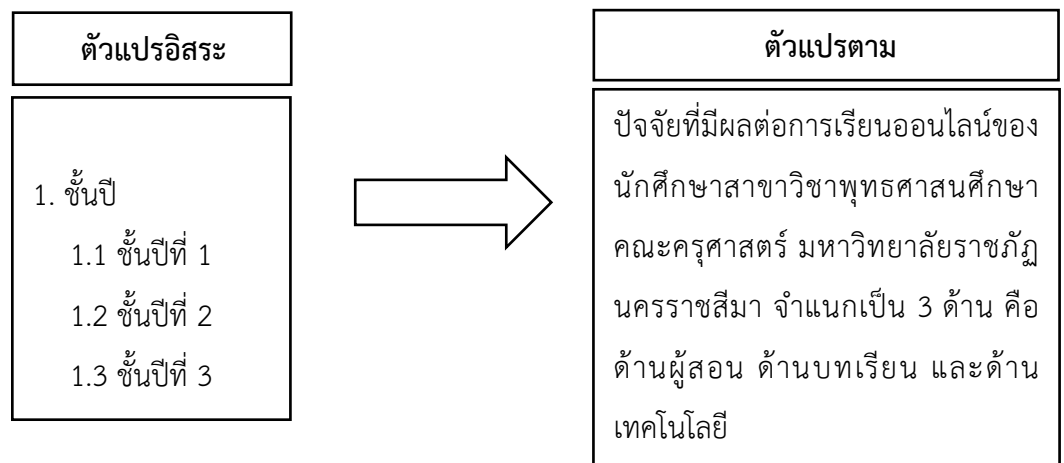 ตัวแปรอิสระ
1. ชั้นปี
1.1 ชั้นปีที่ 1
1.2 ชั้นปีที่ 2
1.3 ชั้นปีที่ 3
ตัวแปรตาม
ปัจจัยที่มีผลต่อการเรียนออนไลน์ของ
นักศึกษาสาขาวิชาพุทธศาสนศึกษา
คณะครุศาสตร์ มหาวิทยาลัยราชภัฏ
นครราชสีมา จำแนกเป็น 3 ด้าน คือ
ด้านผู้สอน ด้านบทเรียน และด้าน
เทคโนโลยี